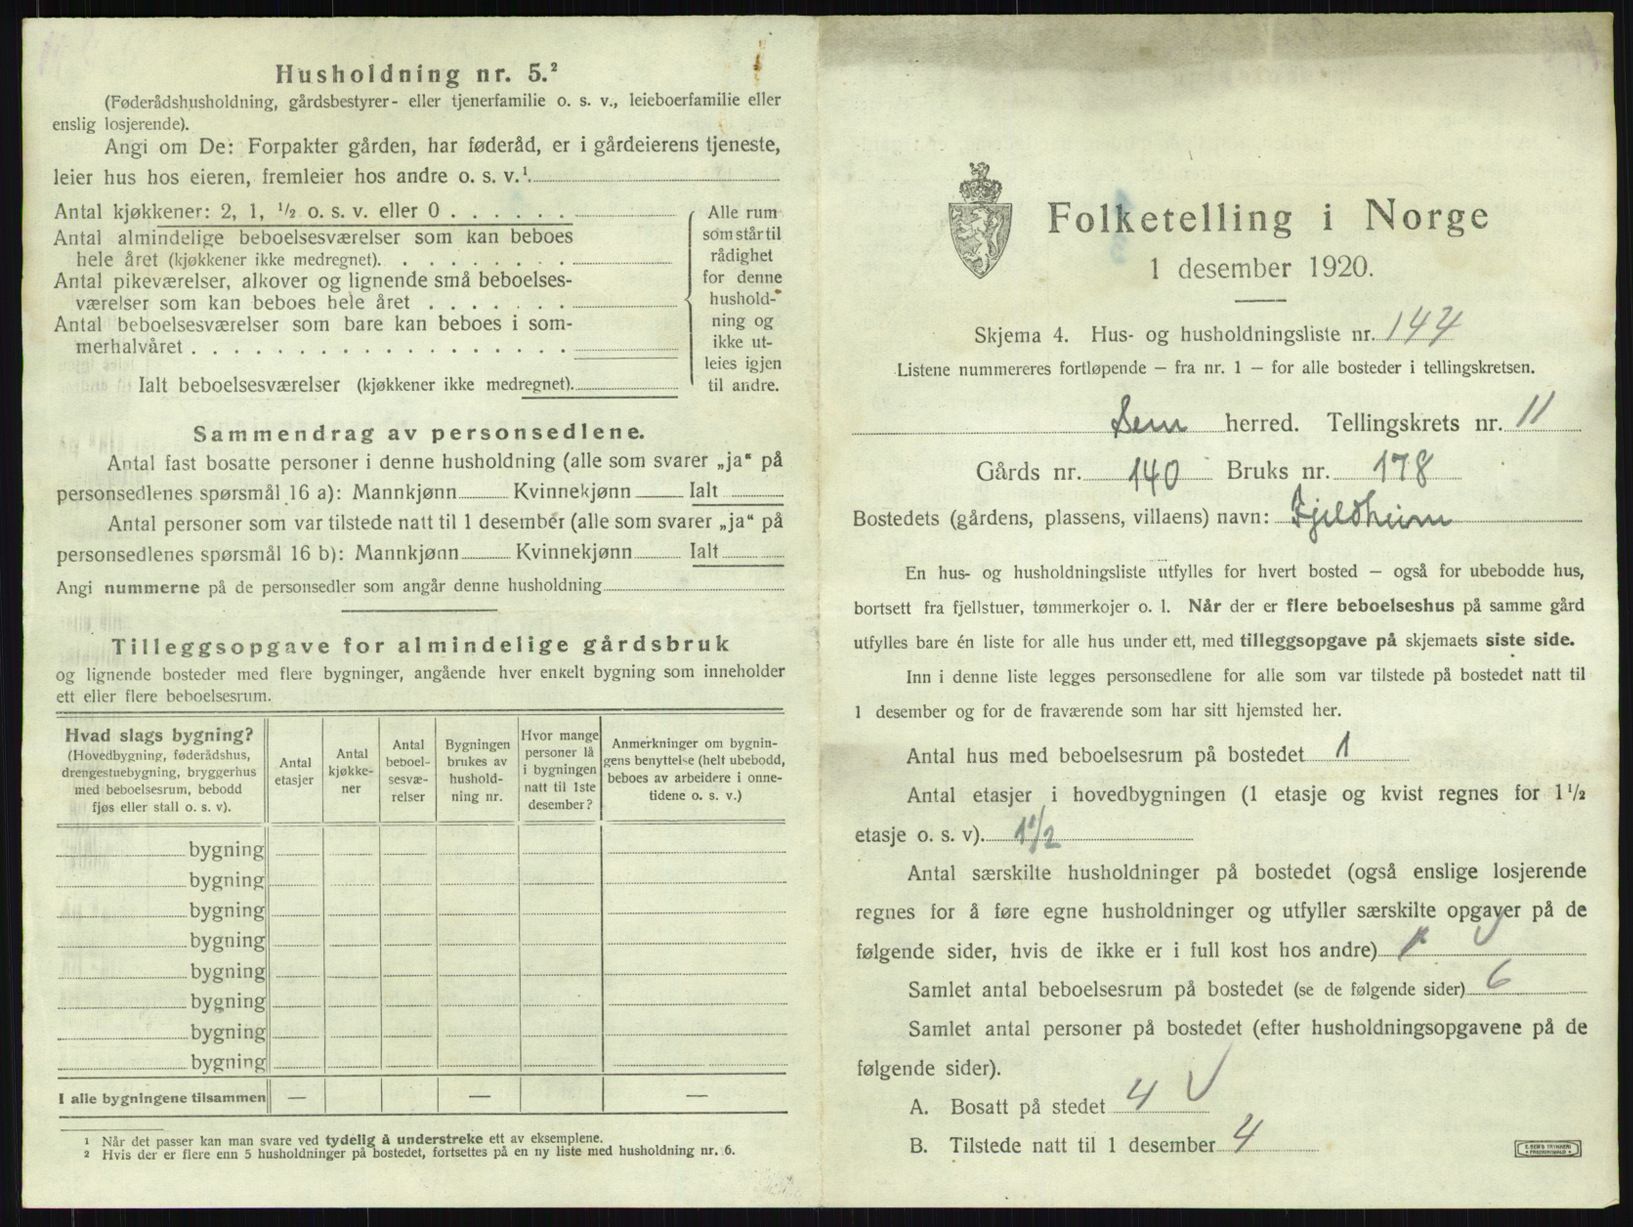 Husholdning nr. 5.²
(Føderådshusholdning, gårdsbestyrer- eller tjenerfamilie o. s. v., leieboerfamilie eller
enslig losjerende).
Angi om De: Forpakter gården, har føderåd, er i gårdeierens tjeneste,
leier hus hos eieren, fremleier hos andre o. s. v.¹
Antal kjøkkener: 2, 1, ½ o. s. v. eller 0
Antal almindelige beboelsesværelser som kan beboes
hele året (kjøkkener ikke medregnet).
Antal pikeværelser, alkover og lignende små beboelses-
værelser som kan beboes hele året
Antal beboelsesværelser som bare kan beboes i som-
merhalvåret
Ialt beboelsesværelser (kjøkkener ikke medregnet).
Alle rum
som står til
rådighet
for denne
hushold-
ning og
ikke ut-
leies igjen
til andre.
Sammendrag av personsedlene.
Antal fast bosatte personer i denne husholdning (alle som svarer „ja“ på
personsedlenes spørsmål 16 a): Mannkjønn Kvinnekjønn Ialt
Antal personer som var tilstede natt til 1 desember (alle som svarer „ja“ på
personsedlenes spørsmål 16 b): Mannkjønn Kvinnekjønn Ialt
Angi nummerne på de personsedler som angår denne husholdning
Tilleggsopgave for almindelige gårdsbruk
og lignende bosteder med flere bygninger, angående hver enkelt bygning som inneholder
ett eller flere beboelsesrum.
Hvad slags bygning?
(Hovedbygning, føderådshus,
drengestuebygning, bryggerhus
med beboelsesrum, bebodd
fjøs eller stall o. s. v).
Antal
etasjer
Antal
kjøkke-
ner
Antal
beboel-
sesvæ-
relser
Bygningen
brukes av
hushold-
ning nr.
Hvor mange
personer lå
i bygningen
natt til 1ste
desember?
Anmerkninger om bygnin-
gens benyttelse (helt ubebodd,
beboes av arbeidere i onne-
tidene o. s. v.)
bygning
bygning
bygning
bygning
bygning
bygning
bygning
bygning
I alle bygningene tilsammen — — —
¹ Når det passer kan man svare ved tydelig å understreke ett av eksemplene.
² Hvis der er flere enn 5 husholdninger på bostedet, fortsettes på en ny liste med husholdning nr. 6.
Folketelling i Norge
1 desember 1920.
Skjema 4. Hus- og husholdningsliste nr. 144
Listene nummereres fortløpende — fra nr. 1 — for alle bosteder i tellingskretsen.
Sem herred. Tellingskrets nr. 11
Gårds nr. 140 Bruks nr. 178
Bostedets (gårdens, plassens, villaens) navn: Fjeldheim
En hus- og husholdningsliste utfylles for hvert bosted — også for ubebodde hus,
bortsett fra fjellstuer, tømmerkojer o. l. Når der er flere beboelseshus på samme gård
utfylles bare én liste for alle hus under ett, med tilleggsopgave på skjemaets siste side.
Inn i denne liste legges personsedlene for alle som var tilstede på bostedet natt til
1 desember og for de fraværende som har sitt hjemsted her.
Antal hus med beboelsesrum på bostedet 1
Antal etasjer i hovedbygningen (1 etasje og kvist regnes for 1½
etasje o. s. v). 1½
Antal særskilte husholdninger på bostedet (også enslige losjerende
regnes for å føre egne husholdninger og utfyller særskilte opgaver på de
følgende sider, hvis de ikke er i full kost hos andre) 1
Samlet antal beboelsesrum på bostedet (se de følgende sider) 6
Samlet antal personer på bostedet (efter husholdningsopgavene på de
følgende sider).
A. Bosatt på stedet 4
B. Tilstede natt til 1 desember 4